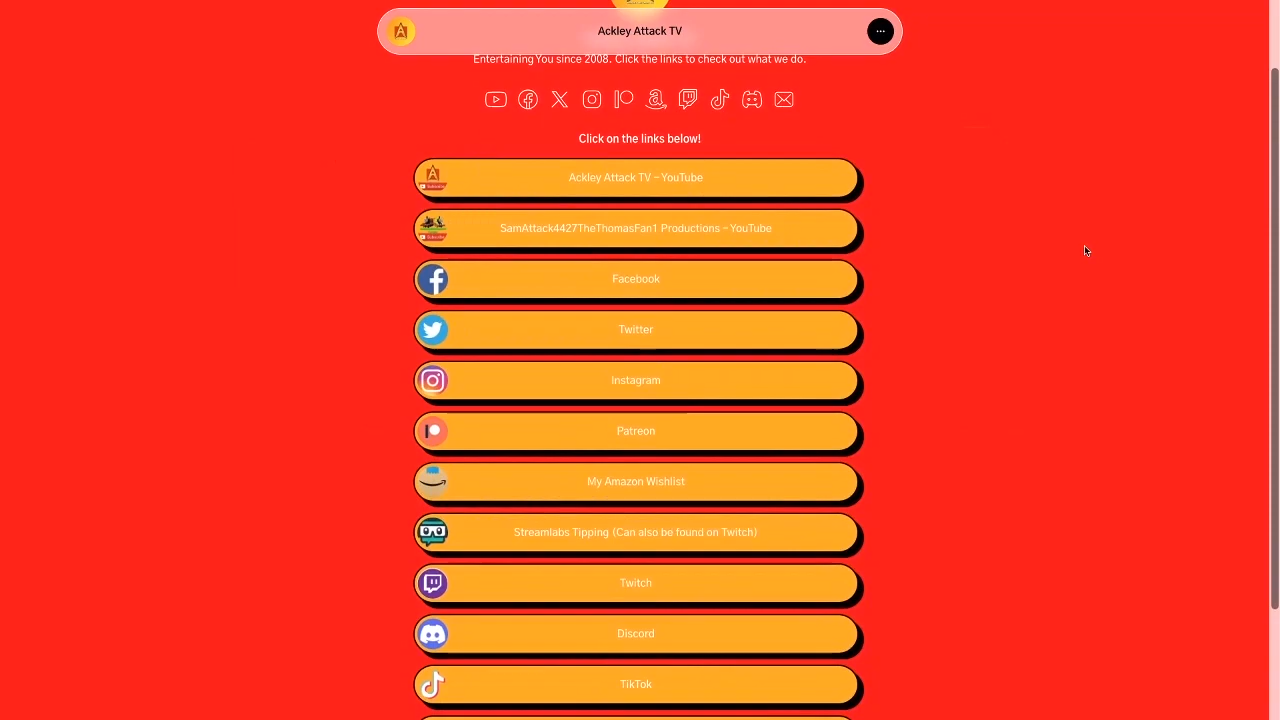 Ackley Attack TV
Entertaining You since 2008. Click the links to check out what we do.
Click on the links below!
Ackley Attack TV - YouTube
SamAttack4427TheThomasFan1 Productions - YouTube
Facebook
Twitter
Instagram
Patreon
My Amazon Wishlist
Streamlabs Tipping (Can also be found on Twitch)
Twitch
Discord
TikTok